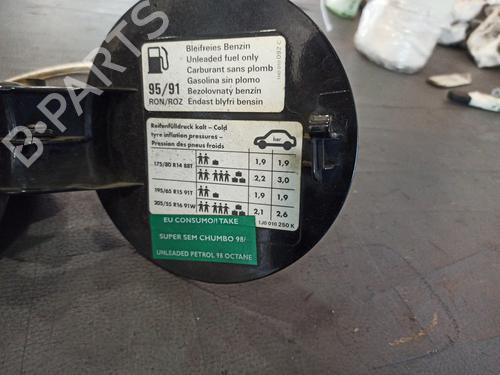 B-PARTS
Bleifreies Benzin
Unleaded fuel only
Carburant sans plomb
Gasolina sin plomo
95/91 Bezolovnatý benzin
RON/ROZ Endast blyfri bensin
Reifenfülldruck kalt - Cold
tyre inflation pressures -
Pression des pneus froids
bar
175/80 R14 88T 1,9 1,9
2,2 3,0
195/65 R15 91T 1,9 1,9
205/55 R16 91W 2,1 2,6
1J0 010 250 K
EU CONSUMO/I TAKE
SUPER SEM CHUMBO 98/
UNLEADED PETROL 98 OCTANE